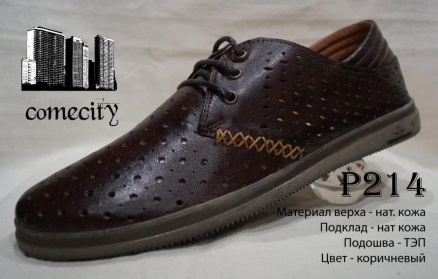 comecity
P214
Материал верха - нат. кожа
Подклад - нат кожа
Подошва - ТЭП
Цвет - коричневый